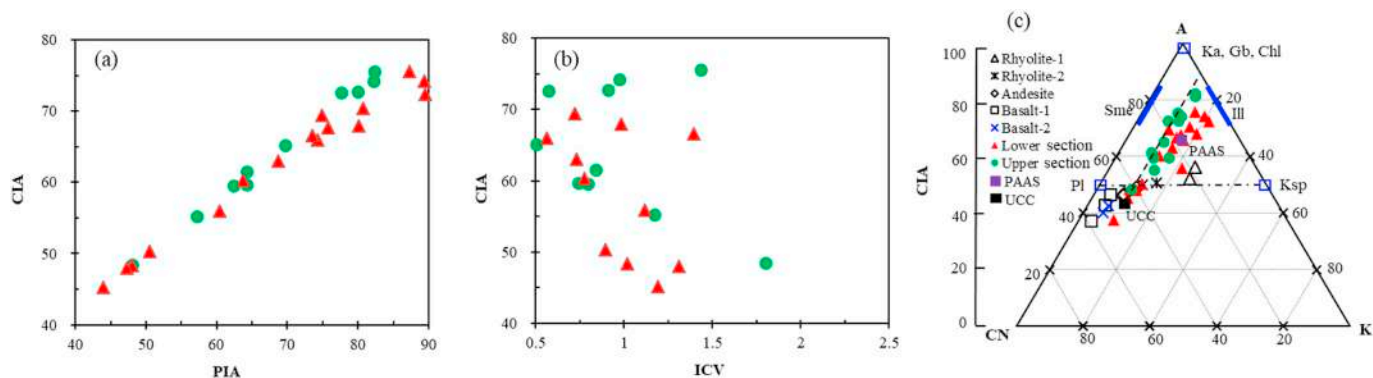 (a)
80
70
60
50
40
CIA
40 50 60 70 80 90
PIA
(b)
80
70
60
50
40
CIA
0.5 1 1.5 2 2.5
ICV
(c)
100
80
60
40
20
0
CIA
Rhyolite-1
Rhyolite-2
Andesite
Basalt-1
Basalt-2
Lower section
Upper section
PAAS
UCC
A
Ka, Gb, Chl
Sme 80 20 Ill
PAAS
60 40
Pl Ksp
40 UCC 60
20 80
CN K
80 60 40 20